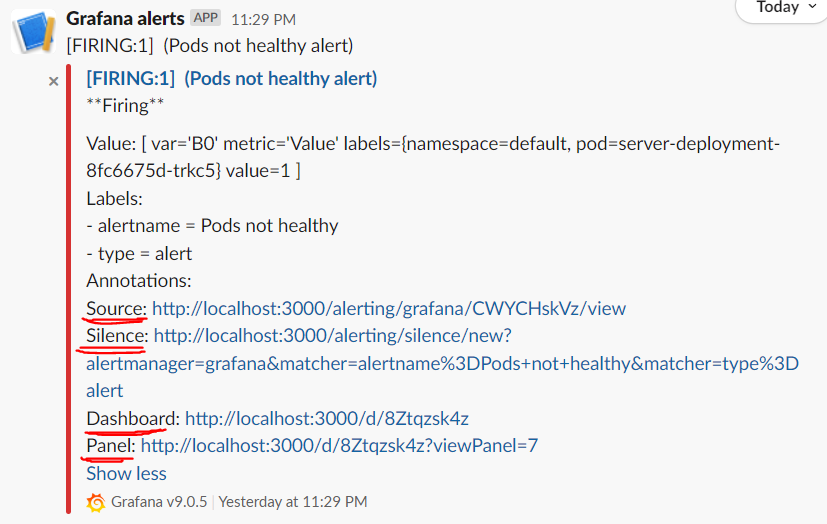 Today
Grafana alerts APP 11:29 PM
[FIRING:1] (Pods not healthy alert)
[FIRING:1] (Pods not healthy alert)
**Firing**
Value: [ var='B0' metric='Value' labels={namespace=default, pod=server-deployment-
8fc6675d-trkc5} value=1 ]
Labels:
- alertname = Pods not healthy
- type = alert
Annotations:
Source: http://localhost:3000/alerting/grafana/CWYCHskVz/view
Silence: http://localhost:3000/alerting/silence/new?
alertmanager=grafana&matcher=alertname%3DPods+not+healthy&matcher=type%3D
alert
Dashboard: http://localhost:3000/d/8Ztqzsk4z
Panel: http://localhost:3000/d/8Ztqzsk4z?viewPanel=7
Show less
Grafana v9.0.5 | Yesterday at 11:29 PM